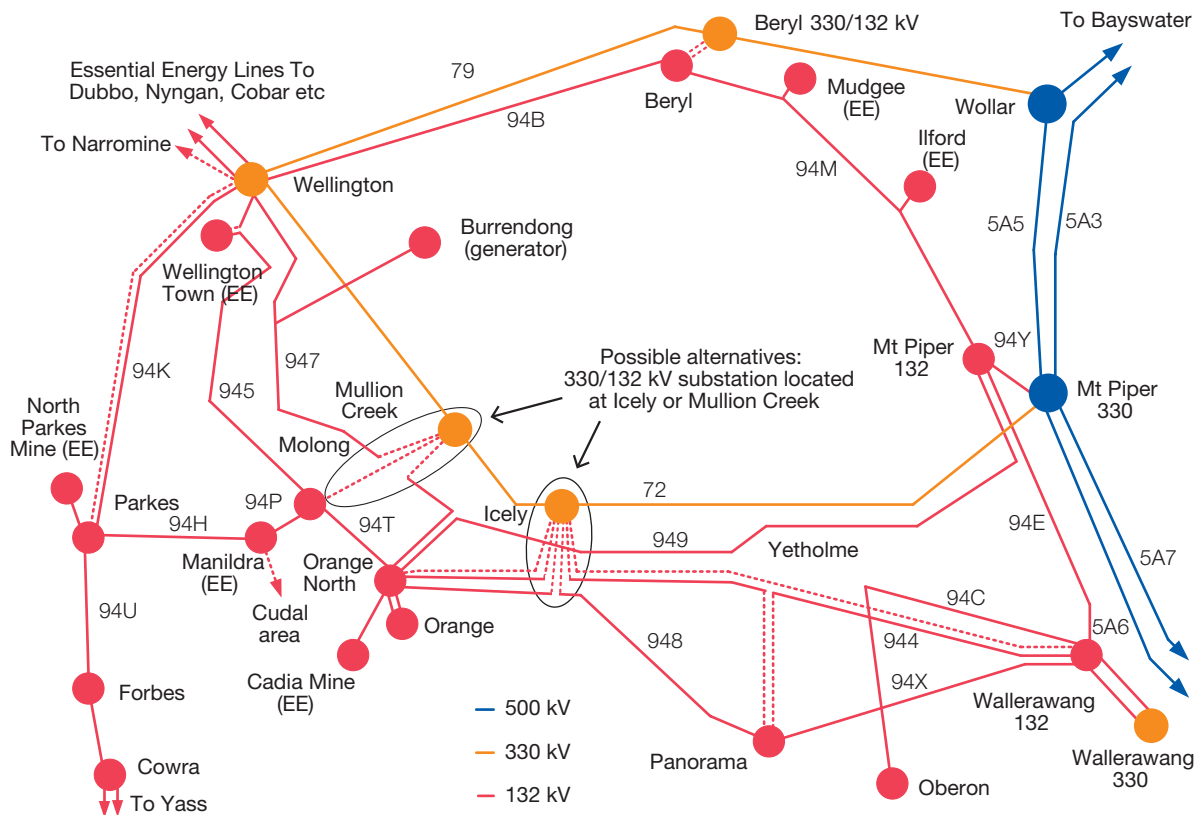 Beryl 330/132 kV
To Bayswater
Essential Energy Lines To
Dubbo, Nyngan, Cobar etc
79
Beryl
Mudgee
(EE)
Wollar
94B
To Narromine
Ilford
(EE)
94M
Wellington
Burrendong
(generator)
5A5
5A3
Wellington
Town (EE)
94K
945
947
Mullion
Creek
Possible alternatives:
330/132 kV substation located
at Icely or Mullion Creek
Mt Piper
132
94Y
Mt Piper
330
North
Parkes
Mine (EE)
Molong
Parkes
94P
94H
94T
Icely
72
94E
Manildra
(EE)
Orange
North
949
Yetholme
5A7
Cudal
area
94U
Orange
94C
5A6
948
944
Cadia Mine
(EE)
94X
Forbes
500 kV
Wallerawang
132
330 kV
Panorama
Wallerawang
330
Cowra
Oberon
132 kV
To Yass